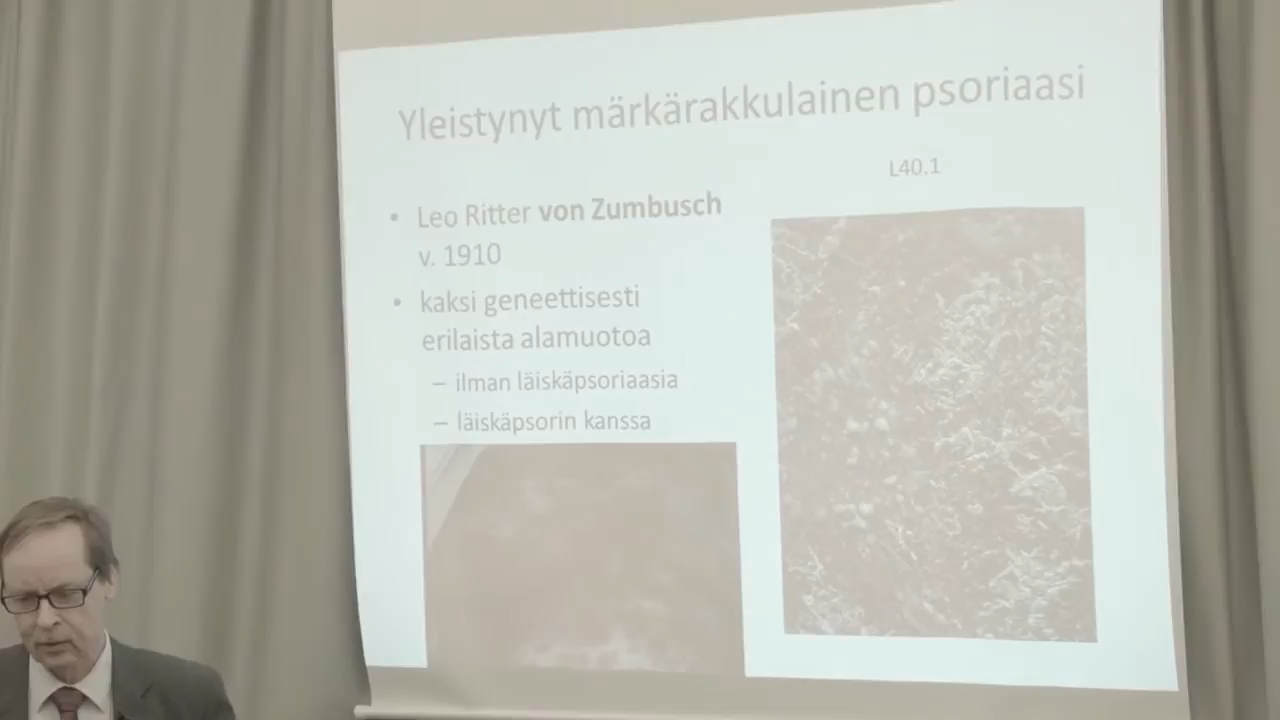 Yleistynyt märkärakkulainen psoriaasi
L40.1
• Leo Ritter von Zumbusch
v. 1910
• kaksi geneettisesti
erilaista alamuotoa
– ilman läiskäpsoriaasia
– läiskäpsorin kanssa